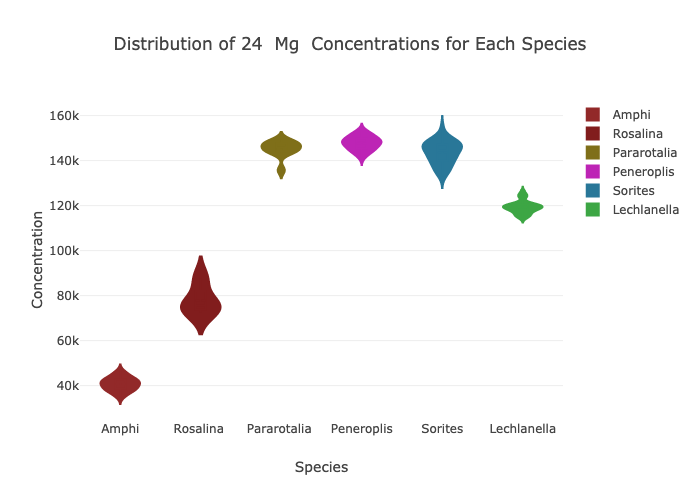 Distribution of 24  Mg  Concentrations for Each Species
160k
140k
120k
100k
80k
60k
40k
Concentration
Amphi Rosalina Pararotalia Peneroplis Sorites Lechlanella
Species
Amphi
Rosalina
Pararotalia
Peneroplis
Sorites
Lechlanella